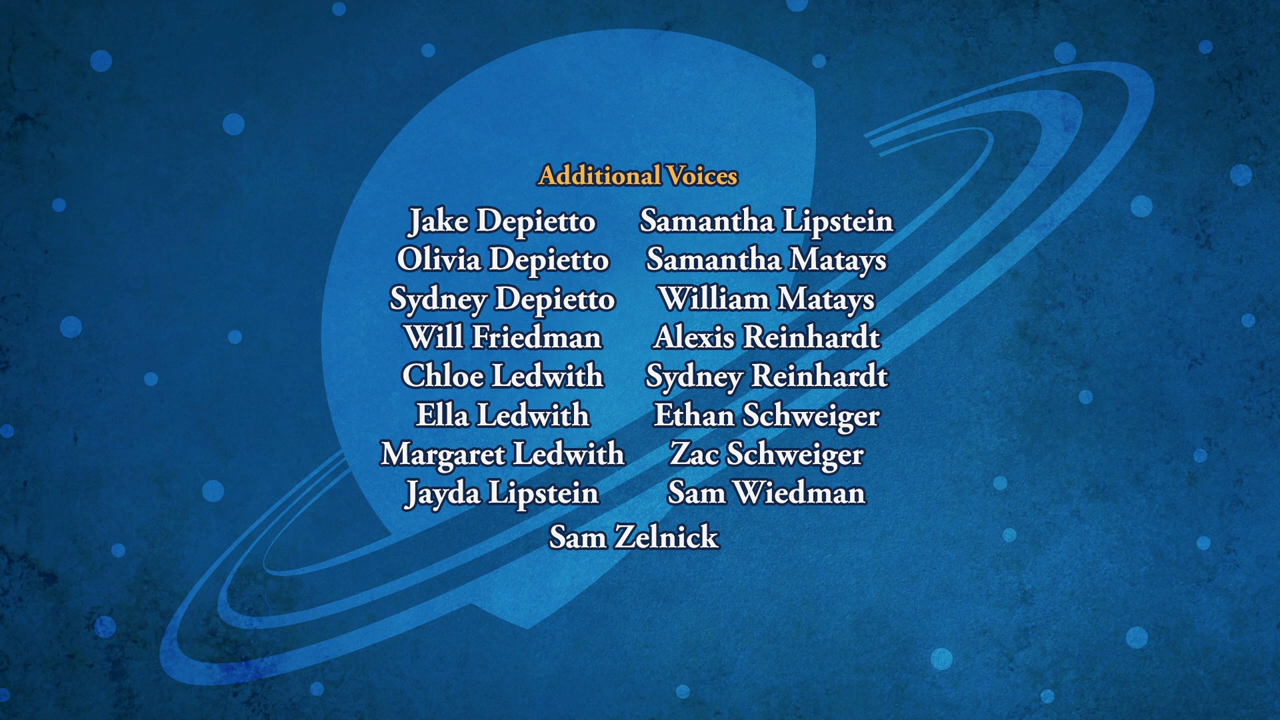 Additional Voices
Jake Depietto Samantha Lipstein
Olivia Depietto Samantha Matays
Sydney Depietto William Matays
Will Friedman Alexis Reinhardt
Chloe Ledwith Sydney Reinhardt
Ella Ledwith Ethan Schweiger
Margaret Ledwith Zac Schweiger
Jayda Lipstein Sam Wiedman
Sam Zelnick